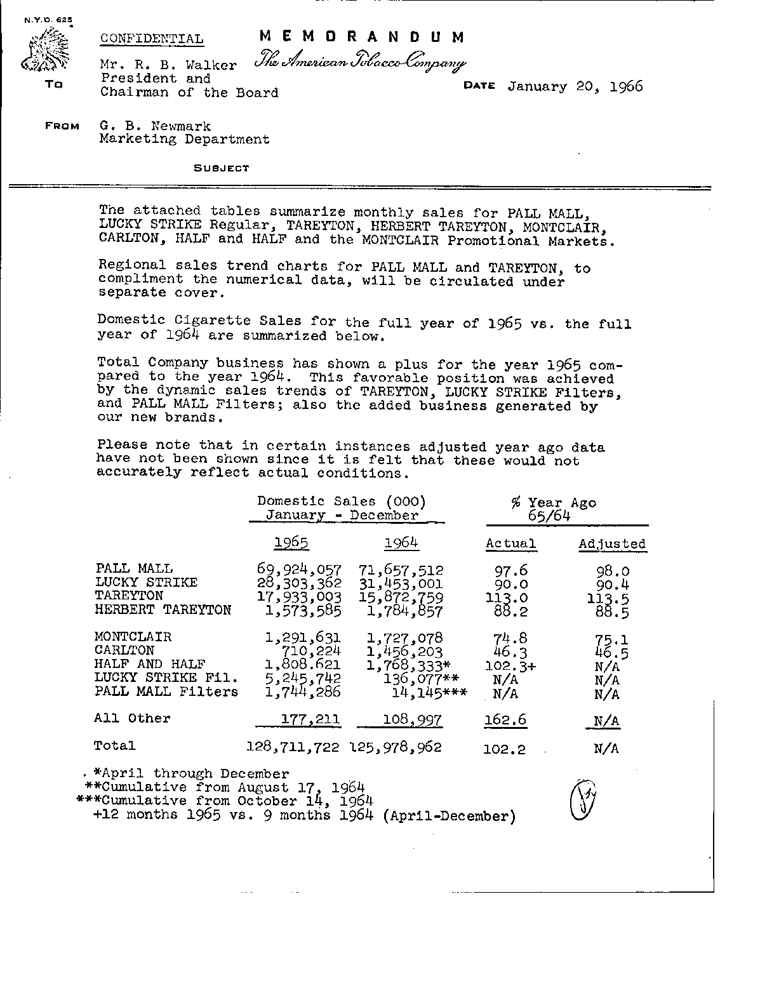 N.Y.O. 625
CONFIDENTIAL
MEMORANDUM
The American Tobacco Company
TO
Mr. R. B. Walker
President and
Chairman of the Board
DATE January 20, 1966
FROM G. B. Newmark
Marketing Department
SUBJECT
The attached tables summarize monthly sales for PALL MALL,
LUCKY STRIKE Regular, TAREYTON, HERBERT TAREYTON, MONTCLAIR,
CARLTON, HALF and HALF and the MONTCLAIR Promotional Markets.
Regional sales trend charts for PALL MALL and TAREYTON, to
compliment the numerical data, will be circulated under
separate cover.
Domestic Cigarette Sales for the full year of 1965 vs. the full
year of 1964 are summarized below.
Total Company business has shown a plus for the year 1965 com-
pared to the year 1964. This favorable position was achieved
by the dynamic sales trends of TAREYTON, LUCKY STRIKE Filters,
and PALL MALL Filters; also the added business generated by
our new brands.
Please note that in certain instances adjusted year ago data
have not been shown since it is felt that these would not
accurately reflect actual conditions.
Domestic Sales (000) % Year Ago
January - December 65/64
1965 1964 Actual Adjusted
PALL MALL 69,924,057 71,657,512 97.6 98.0
LUCKY STRIKE 28,303,362 31,453,001 90.0 90.4
TAREYTON 17,933,003 15,872,759 113.0 113.5
HERBERT TAREYTON 1,573,585 1,784,857 88.2 88.5
MONTCLAIR 1,291,631 1,727,078 74.8 75.1
CARLTON 710,224 1,456,203 46.3 46.5
HALF AND HALF 1,808.621 1,768,333* 102.3+ N/A
LUCKY STRIKE Fil. 5,245,742 136,077** N/A N/A
PALL MALL Filters 1,744,286 14,145*** N/A N/A
All Other 177,211 108,997 162.6 N/A
Total 128,711,722 125,978,962 102.2 N/A
*April through December
**Cumulative from August 17, 1964
***Cumulative from October 14, 1964
+12 months 1965 vs. 9 months 1964 (April-December)